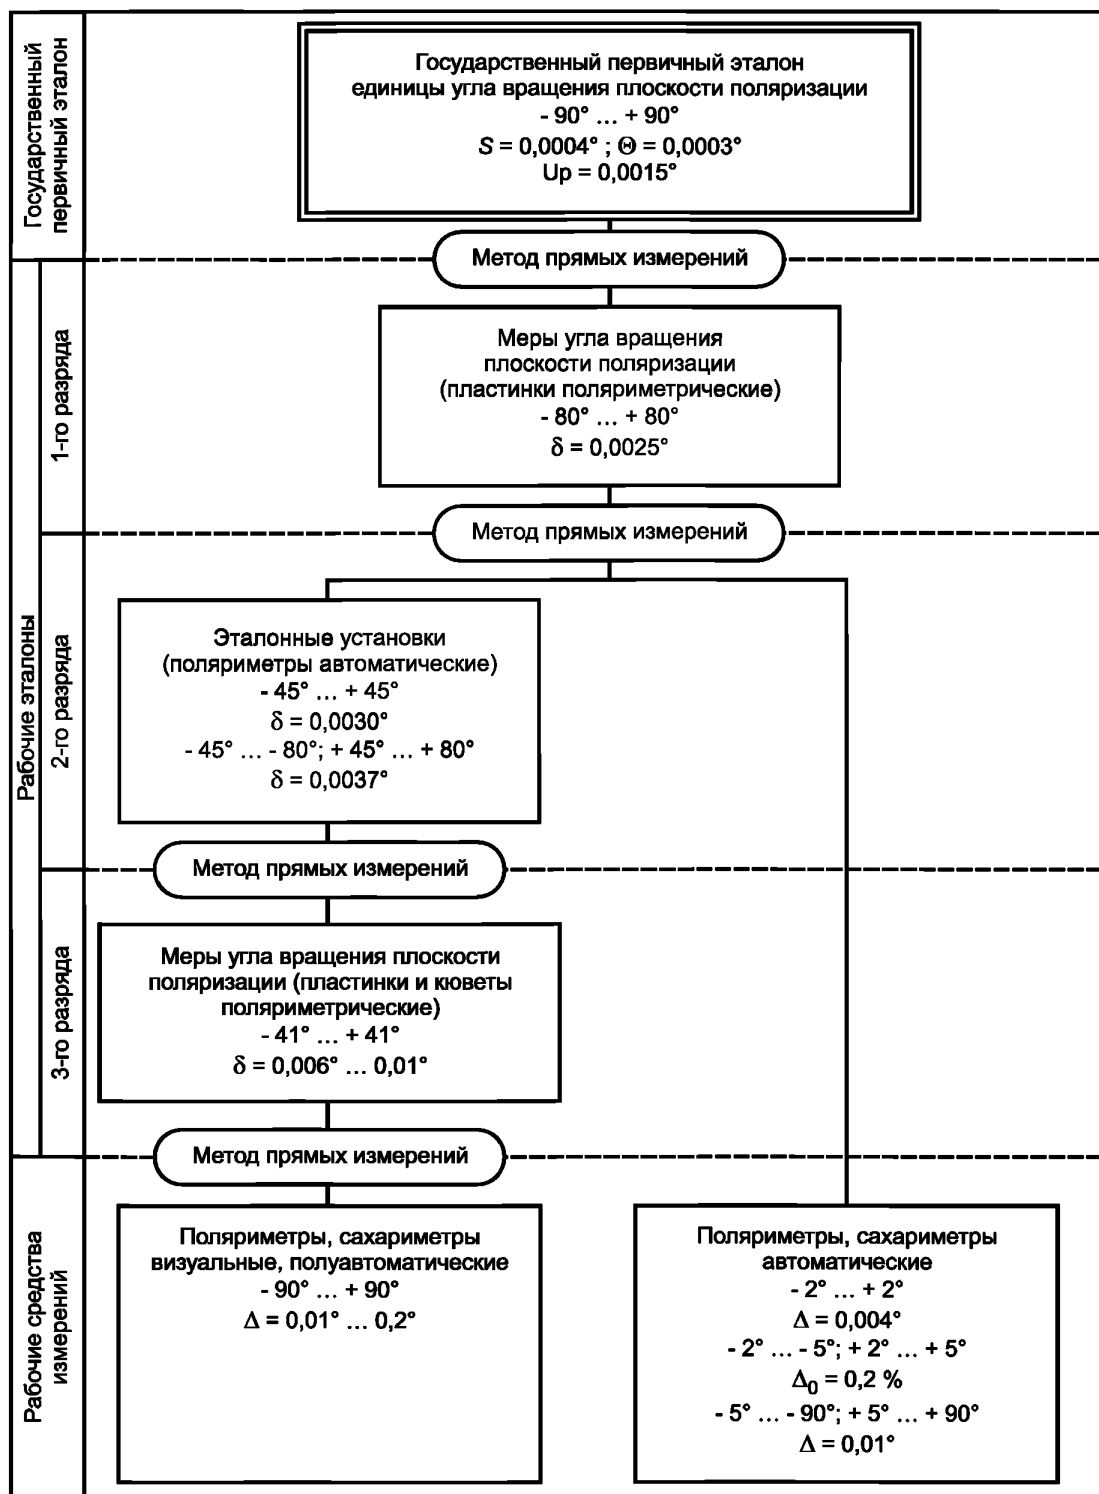 Государственный
первичный эталон
Государственный первичный эталон
единицы угла вращения плоскости поляризации
- 90° ... + 90°
S = 0,0004° ; Θ = 0,0003°
Up = 0,0015°
Метод прямых измерений
Рабочие эталоны
1-го разряда
Меры угла вращения
плоскости поляризации
(пластинки поляриметрические)
- 80° ... + 80°
δ = 0,0025°
Метод прямых измерений
2-го разряда
Эталонные установки
(поляриметры автоматические)
- 45° ... + 45°
δ = 0,0030°
- 45° ... - 80°; + 45° ... + 80°
δ = 0,0037°
Метод прямых измерений
3-го разряда
Меры угла вращения плоскости
поляризации (пластинки и кюветы
поляриметрические)
- 41° ... + 41°
δ = 0,006° ... 0,01°
Метод прямых измерений
Рабочие средства
измерений
Поляриметры, сахариметры
визуальные, полуавтоматические
- 90° ... + 90°
Δ = 0,01° ... 0,2°
Поляриметры, сахариметры
автоматические
- 2° ... + 2°
Δ = 0,004°
- 2° ... - 5°; + 2° ... + 5°
Δ₀ = 0,2 %
- 5° ... - 90°; + 5° ... + 90°
Δ = 0,01°